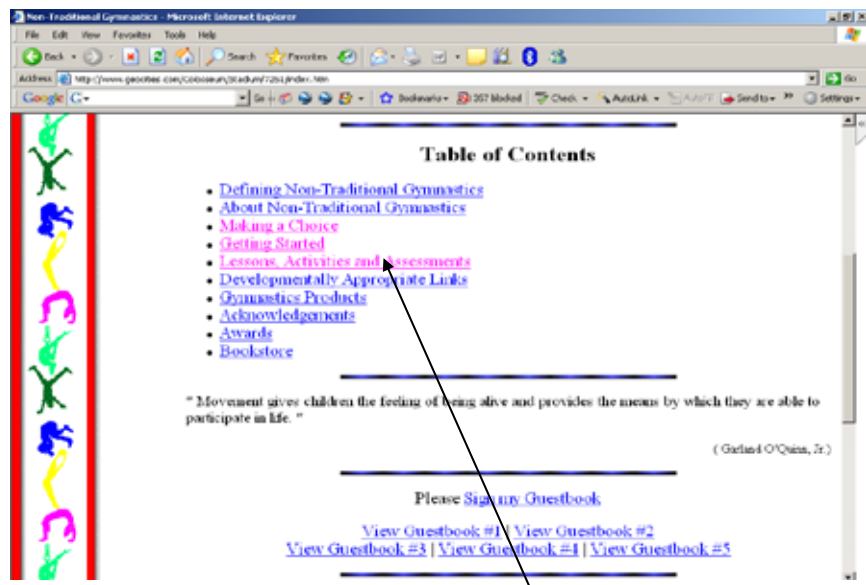 Non-Traditional Gymnastics - Microsoft Internet Explorer
File Edit View Favorites Tools Help
Back Search Favorites
Address Go
Google G 357 blocked Check AutoLink Send to Settings
Table of Contents
Defining Non-Traditional Gymnastics
About Non-Traditional Gymnastics
Making a Choice
Getting Started
Lessons, Activities and Assessments
Developmentally Appropriate Links
Gymnastics Products
Acknowledgements
Awards
Bookstore
" Movement gives children the feeling of being alive and provides the means by which they are able to
participate in life. "
( Garland O'Quinn, Jr.)
Please Sign my Guestbook
View Guestbook #1 | View Guestbook #2
View Guestbook #3 | View Guestbook #4 | View Guestbook #5